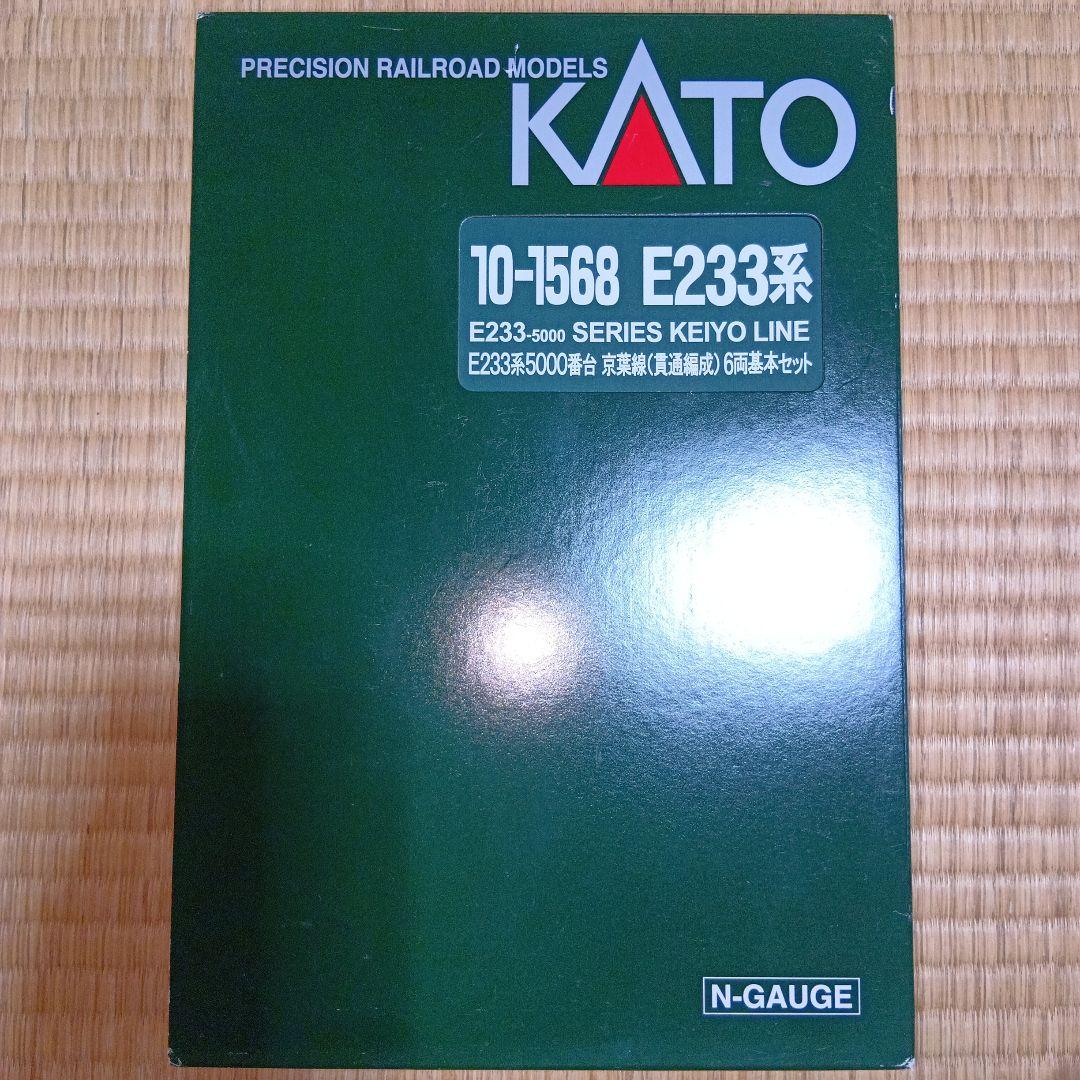 PRECISION RAILROAD MODELS
KATO
10-1568 E233系
E233-5000 SERIES KEIYO LINE
E233系5000番台 京葉線(貫通編成)6両基本セット
N-GAUGE